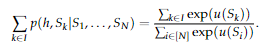 ∑_{k∈I} p(h, S_k|S_1, . . . , S_N) = ∑_{k∈I} exp(u(S_k)) / ∑_{i∈[N]} exp(u(S_i)) .